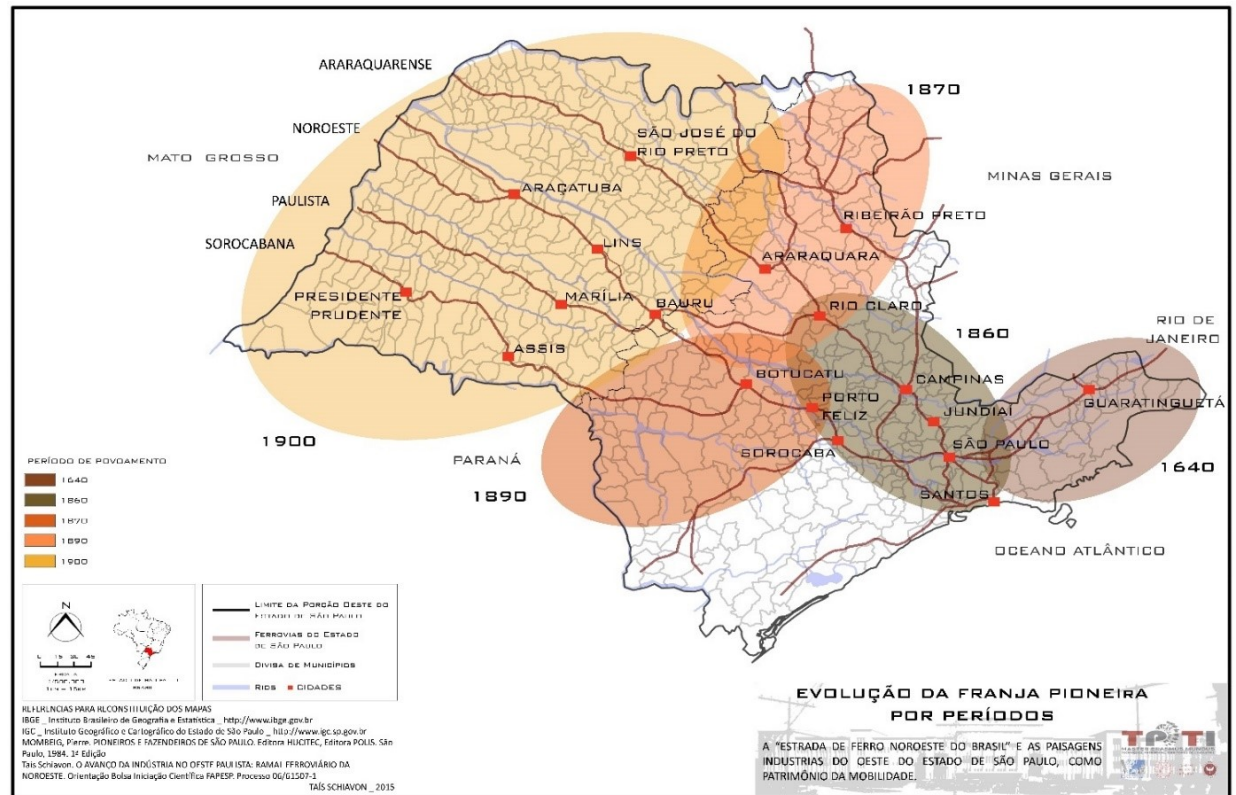 ARARAQUARENSE
1870
NOROESTE
SÃO JOSÉ DO
RIO PRETO
MATO GROSSO
MINAS GERAIS
ARAÇATUBA
PAULISTA
RIBEIRÃO PRETO
SOROCABANA
LINS
ARARAQUARA
PRESIDENTE
PRUDENTE
MARÍLIA
BAURU
RIO CLARO
RIO DE
JANEIRO
1860
ASSIS
BOTUCATU
CAMPINAS
PORTO
FELIZ
GUARATINGUETÁ
JUNDIAÍ
1900
SOROCABA
SÃO PAULO
PARANÁ
1640
1890
SANTOS
OCEANO ATLÂNTICO
PERÍODO DE POVOAMENTO
1640
1860
1870
1890
1900
N
LIMITE DA PORÇÃO OESTE DO
ESTADO DE SÃO PAULO
FERROVIAS DO ESTADO
DE SÃO PAULO
DIVISA DE MUNICÍPIOS
RIOS CIDADES
REFERENCIAS PARA RECONSTITUIÇÃO DOS MAPAS
IBGE _ Instituto Brasileiro de Geografia e Estatística _ http://www.ibge.gov.br
IGC _ Instituto Geográfico e Cartográfico do Estado de São Paulo _ http://www.igc.sp.gov.br
MOMBEIG, Pierre. PIONEIROS E FAZENDEIROS DE SÃO PAULO. Editora HUCITEC, Editora POLIS. São
Paulo, 1984. 1ª Edição
Tais Schiavon. O AVANÇO DA INDÚSTRIA NO OESTE PAULISTA: RAMAL FERROVIÁRIO DA
NOROESTE. Orientação Bolsa Iniciação Científica FAPESP. Processo 06/61507-1
TAÍS SCHIAVON _ 2015
EVOLUÇÃO DA FRANJA PIONEIRA
POR PERÍODOS
A "ESTRADA DE FERRO NOROESTE DO BRASIL" E AS PAISAGENS
INDUSTRIAS DO OESTE DO ESTADO DE SÃO PAULO, COMO
PATRIMÔNIO DA MOBILIDADE.
TPTI